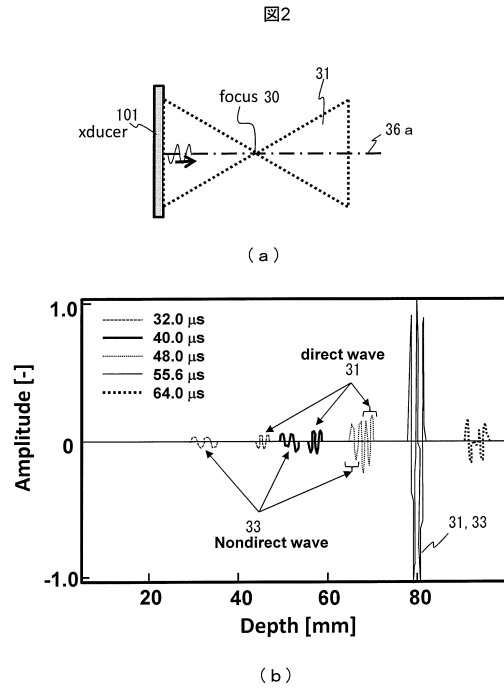 図2
31
focus 30
101
xducer
36a
(a)
1.0
32.0 μs
40.0 μs
48.0 μs
55.6 μs
64.0 μs
direct wave
31
Amplitude [-]
0
33
Nondirect wave
31, 33
-1.0
20 40 60 80
Depth [mm]
(b)